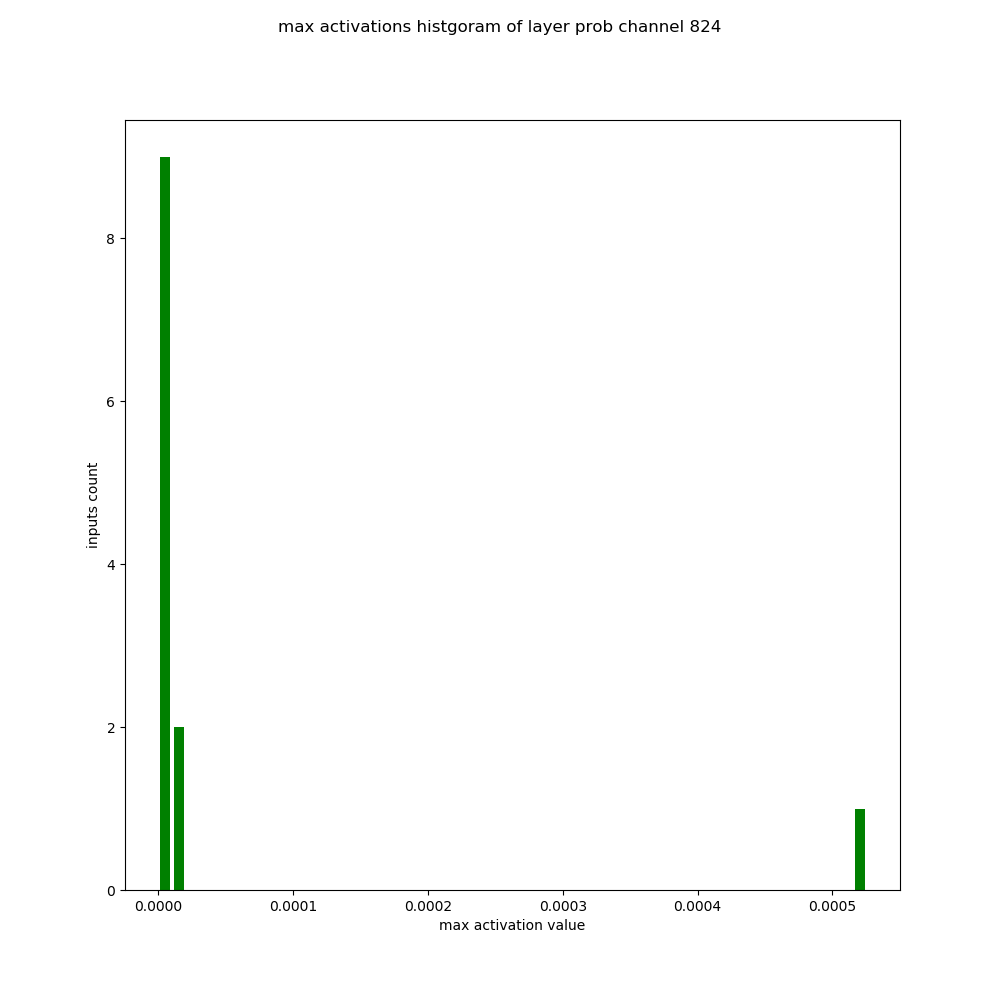 max activations histgoram of layer prob channel 824
8
6
4
2
0
inputs count
0.0000 0.0001 0.0002 0.0003 0.0004 0.0005
max activation value